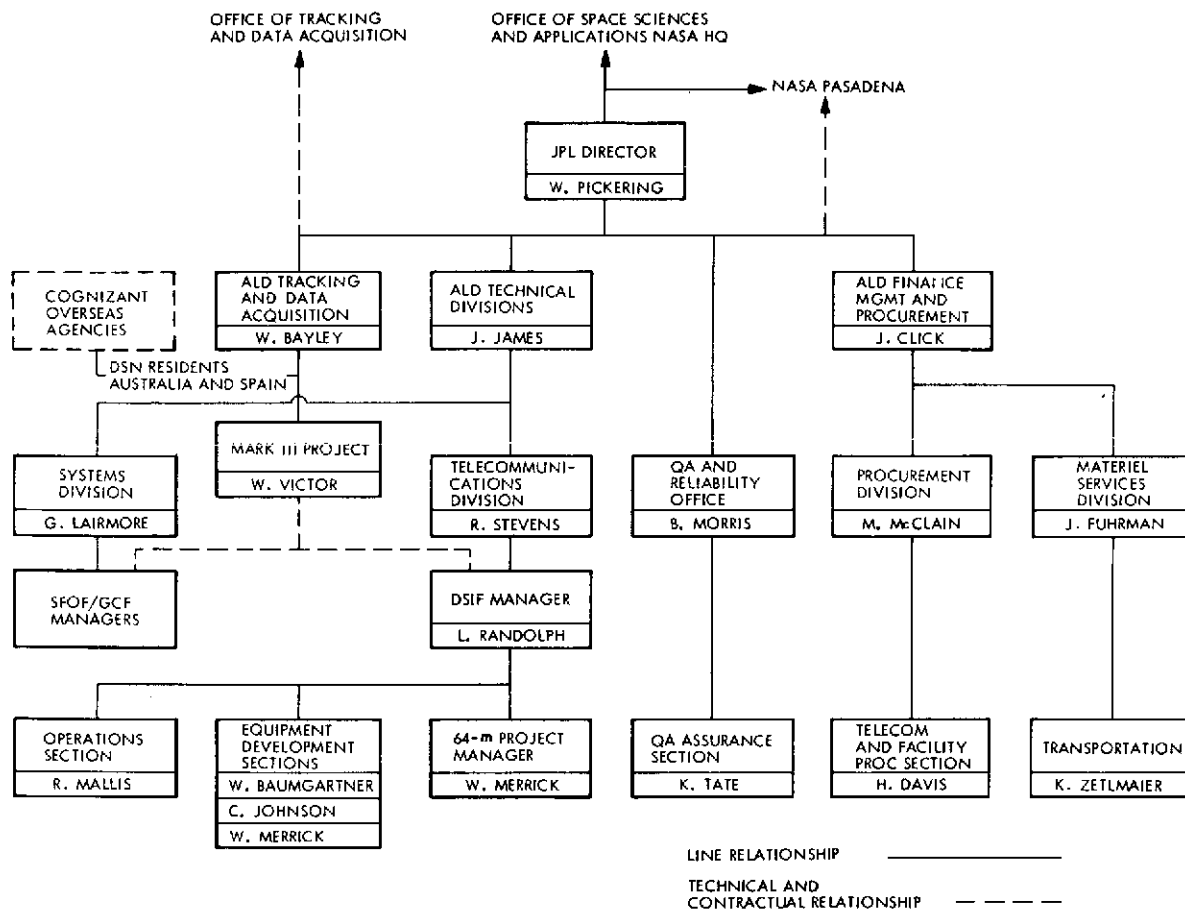 OFFICE OF TRACKING
AND DATA ACQUISITION
OFFICE OF SPACE SCIENCES
AND APPLICATIONS NASA HQ
NASA PASADENA
JPL DIRECTOR
W. PICKERING
COGNIZANT
OVERSEAS
AGENCIES
ALD TRACKING
AND DATA
ACQUISITION
W. BAYLEY
ALD TECHNICAL
DIVISIONS
J. JAMES
ALD FINANCE
MGMT AND
PROCUREMENT
J. CLICK
DSN RESIDENTS
AUSTRALIA AND SPAIN
MARK III PROJECT
W. VICTOR
SYSTEMS
DIVISION
G. LAIRMORE
TELECOMMUNI-
CATIONS
DIVISION
R. STEVENS
QA AND
RELIABILITY
OFFICE
B. MORRIS
PROCUREMENT
DIVISION
M. McCLAIN
MATERIEL
SERVICES
DIVISION
J. FUHRMAN
SFOF/GCF
MANAGERS
DSIF MANAGER
L. RANDOLPH
OPERATIONS
SECTION
R. MALLIS
EQUIPMENT
DEVELOPMENT
SECTIONS
W. BAUMGARTNER
C. JOHNSON
W. MERRICK
64-m PROJECT
MANAGER
W. MERRICK
QA ASSURANCE
SECTION
K. TATE
TELECOM
AND FACILITY
PROC SECTION
H. DAVIS
TRANSPORTATION
K. ZETLMAIER
LINE RELATIONSHIP
TECHNICAL AND
CONTRACTUAL RELATIONSHIP